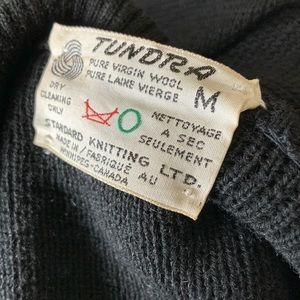 TUNDRA
PURE VIRGIN WOOL
PURE LAINE VIERGE
M
DRY
CLEANING
ONLY
NETTOYAGE
A SEC
SEULEMENT
STANDARD KNITTING LTD.
MADE IN / FABRIQUÉ AU
WINNIPEG-CANADA